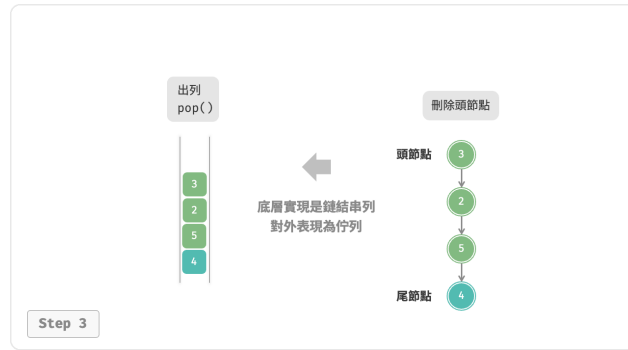 出列
pop()
刪除頭節點
頭節點
3
2
5
4
底層實現是鏈結串列
對外表現為佇列
3
2
5
4
尾節點
Step 3